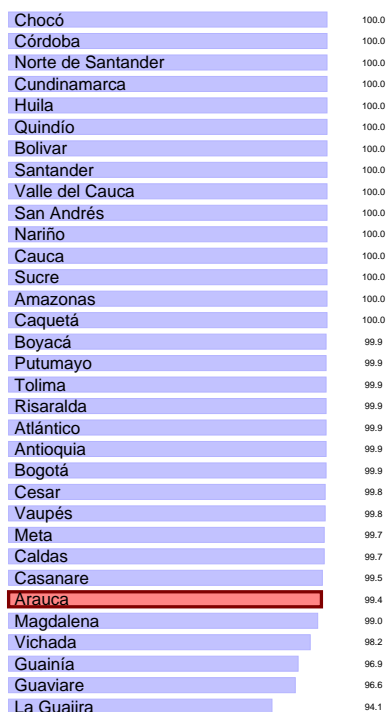 Chocó 100.0
Córdoba 100.0
Norte de Santander 100.0
Cundinamarca 100.0
Huila 100.0
Quindío 100.0
Bolivar 100.0
Santander 100.0
Valle del Cauca 100.0
San Andrés 100.0
Nariño 100.0
Cauca 100.0
Sucre 100.0
Amazonas 100.0
Caquetá 100.0
Boyacá 99.9
Putumayo 99.9
Tolima 99.9
Risaralda 99.9
Atlántico 99.9
Antioquia 99.9
Bogotá 99.9
Cesar 99.8
Vaupés 99.8
Meta 99.7
Caldas 99.7
Casanare 99.5
Arauca 99.4
Magdalena 99.0
Vichada 98.2
Guainía 96.9
Guaviare 96.6
La Guajira 94.1